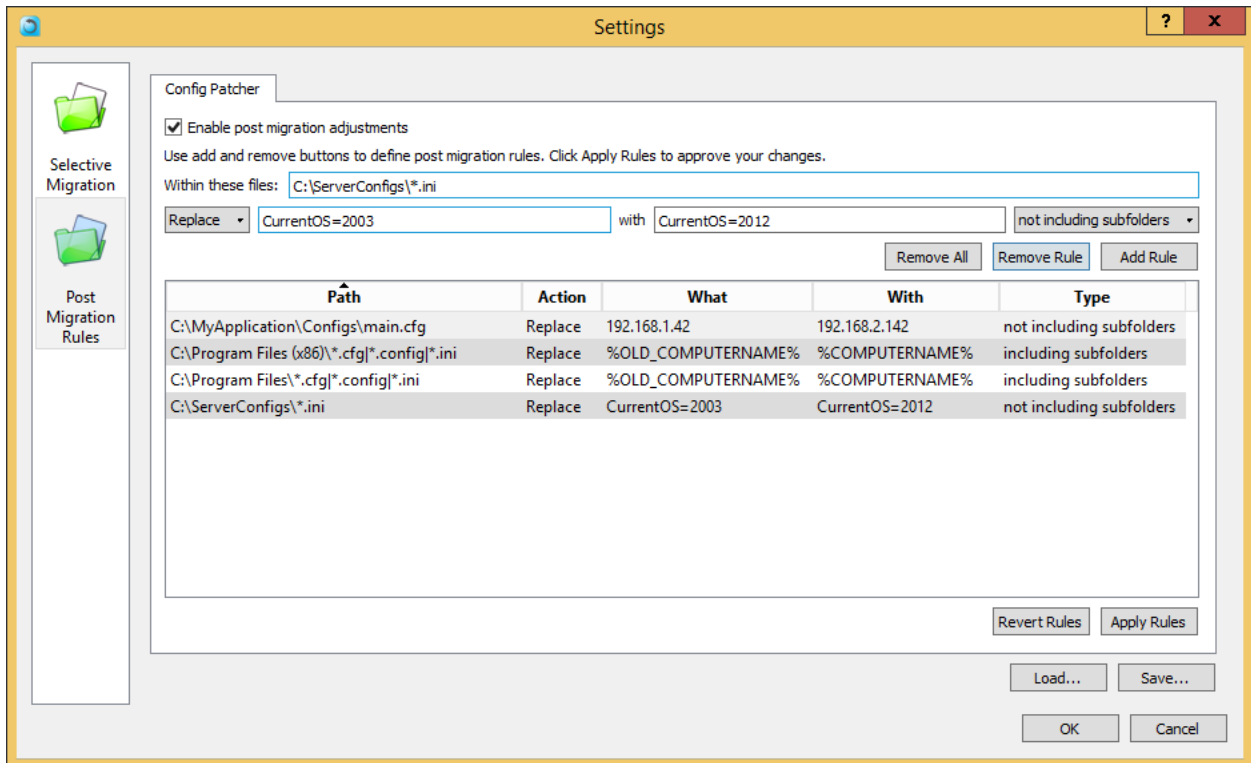 Settings
?
x
Selective
Migration
Post
Migration
Rules
Config Patcher
Enable post migration adjustments
Use add and remove buttons to define post migration rules. Click Apply Rules to approve your changes.
Within these files: C:\ServerConfigs\*.ini
Replace CurrentOS=2003 with CurrentOS=2012 not including subfolders
Remove All Remove Rule Add Rule
Path Action What With Type
C:\MyApplication\Configs\main.cfg Replace 192.168.1.42 192.168.2.142 not including subfolders
C:\Program Files (x86)\*.cfg|*.config|*.ini Replace %OLD_COMPUTERNAME% %COMPUTERNAME% including subfolders
C:\Program Files\*.cfg|*.config|*.ini Replace %OLD_COMPUTERNAME% %COMPUTERNAME% including subfolders
C:\ServerConfigs\*.ini Replace CurrentOS=2003 CurrentOS=2012 not including subfolders
Revert Rules Apply Rules
Load... Save...
OK Cancel